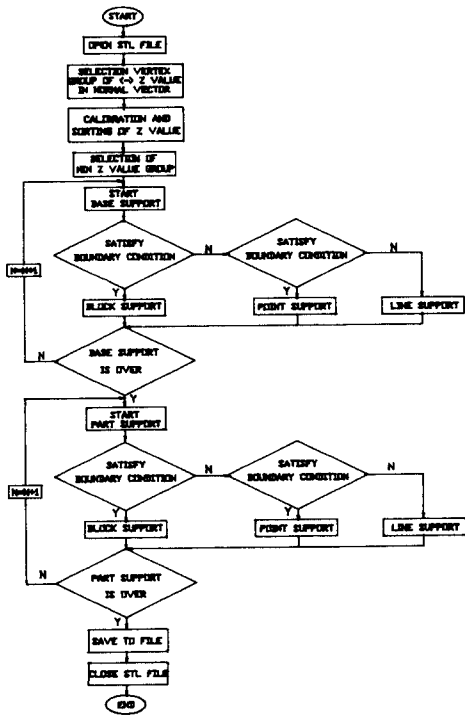 START
OPEN STL FILE
SELECTION VERTEX
GROUP OF <-> Z VALUE
IN NORMAL VECTOR
CALIBRATION AND
SORTING OF Z VALUE
SELECTION OF
MIN Z VALUE GROUP
START
BASE SUPPORT
SATISFY
BOUNDARY CONDITION
N
SATISFY
BOUNDARY CONDITION
N
N=N+1
Y
Y
BLOCK SUPPORT
POINT SUPPORT
LINE SUPPORT
BASE SUPPORT
IS OVER
N
Y
START
PART SUPPORT
SATISFY
BOUNDARY CONDITION
N
SATISFY
BOUNDARY CONDITION
N
N=N+1
Y
Y
BLOCK SUPPORT
POINT SUPPORT
LINE SUPPORT
N
PART SUPPORT
IS OVER
Y
SAVE TO FILE
CLOSE STL FILE
END